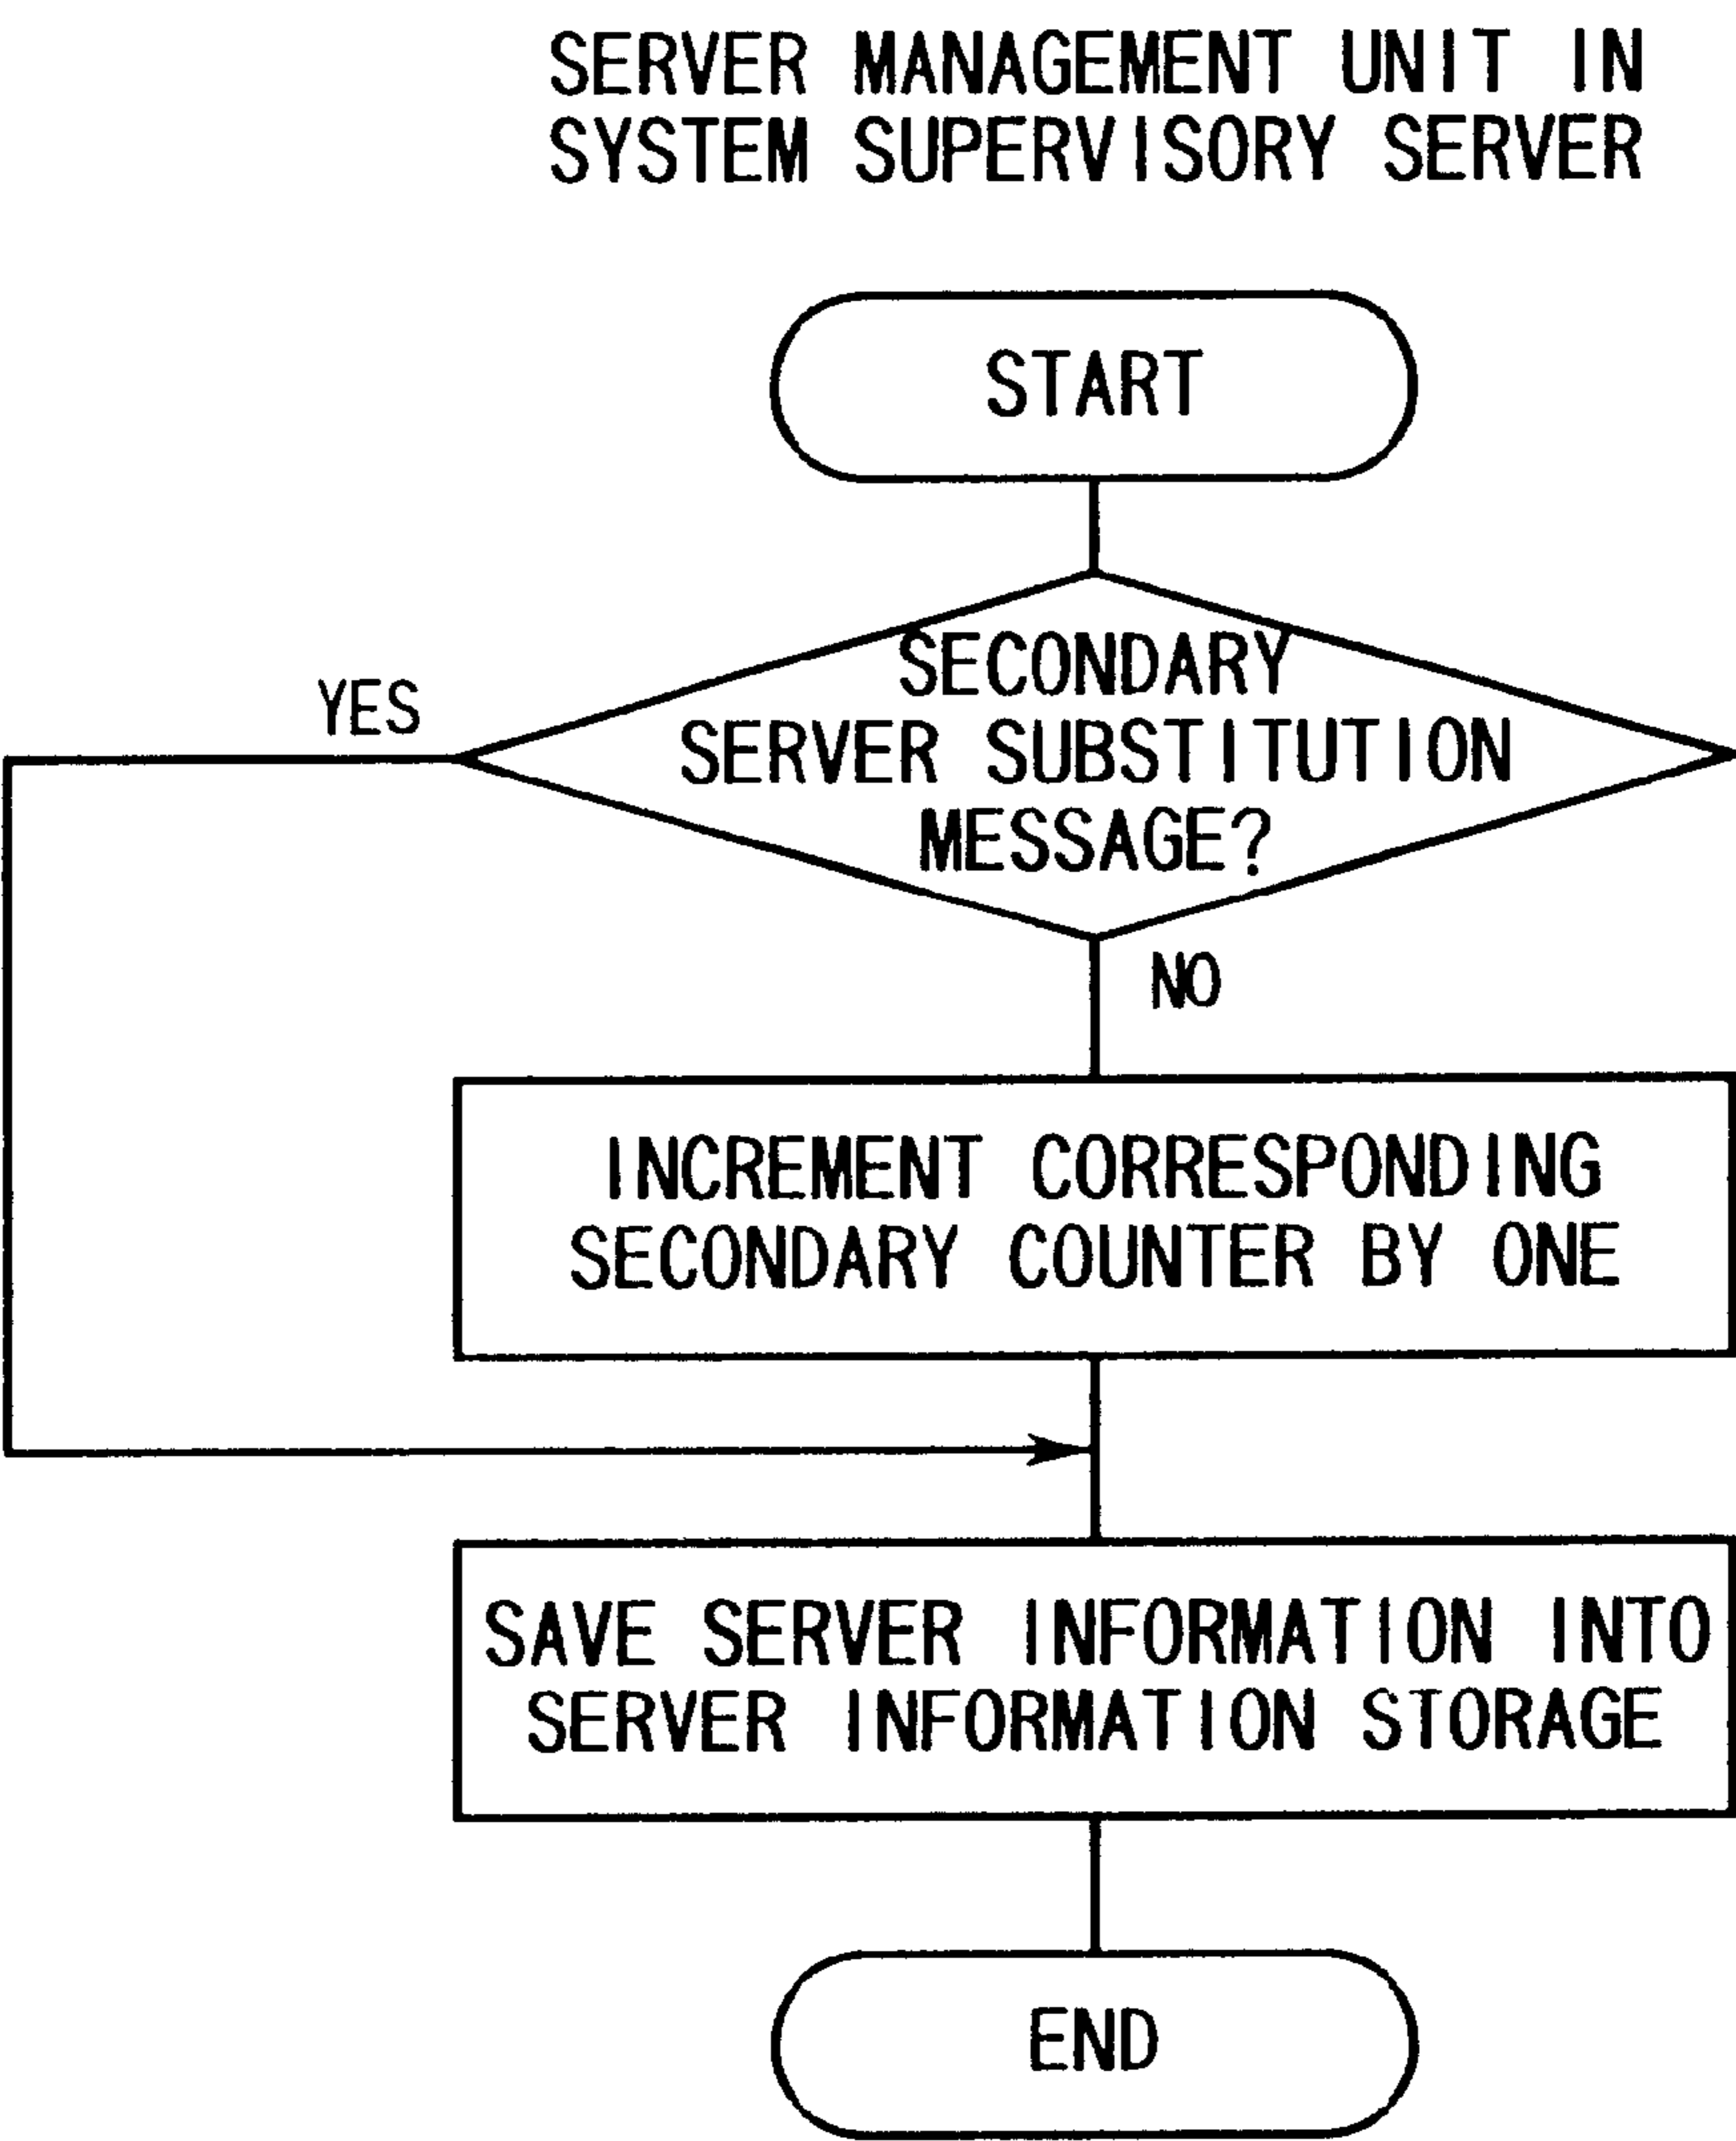 SERVER MANAGEMENT UNIT IN
SYSTEM SUPERVISORY SERVER
START
SECONDARY
SERVER SUBSTITUTION
MESSAGE?
YES
NO
INCREMENT CORRESPONDING
SECONDARY COUNTER BY ONE
SAVE SERVER INFORMATION INTO
SERVER INFORMATION STORAGE
END